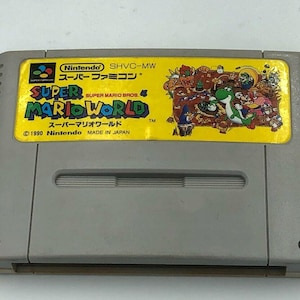 Nintendo SHVC-MW
スーパーファミコン
SUPER MARIO BROS. 4
SUPER
MARIO WORLD
™
スーパーマリオワールド
© 1990 Nintendo MADE IN JAPAN